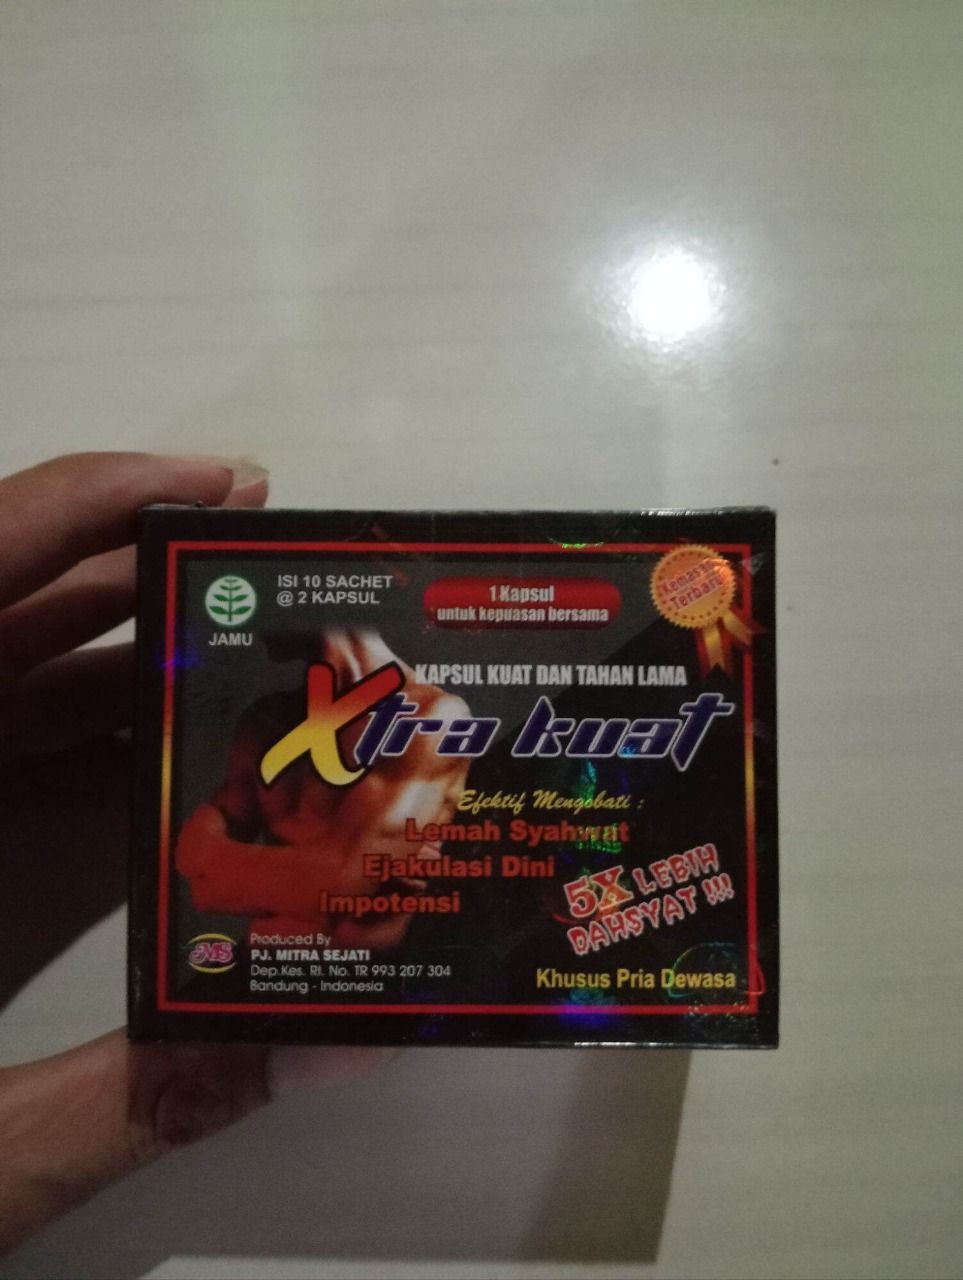 ISI 10 SACHET
@ 2 KAPSUL
JAMU
1 Kapsul
untuk kepuasan bersama
Kemasan
Terbaru
KAPSUL KUAT DAN TAHAN LAMA
Xtra kuat
Efektif Mengobati :
Lemah Syahwat
Ejakulasi Dini
Impotensi
5X LEBIH
DAHSYAT !!!
MS
Produced By
PJ. MITRA SEJATI
Dep.Kes. RI. No. TR 993 207 304
Bandung - Indonesia
Khusus Pria Dewasa